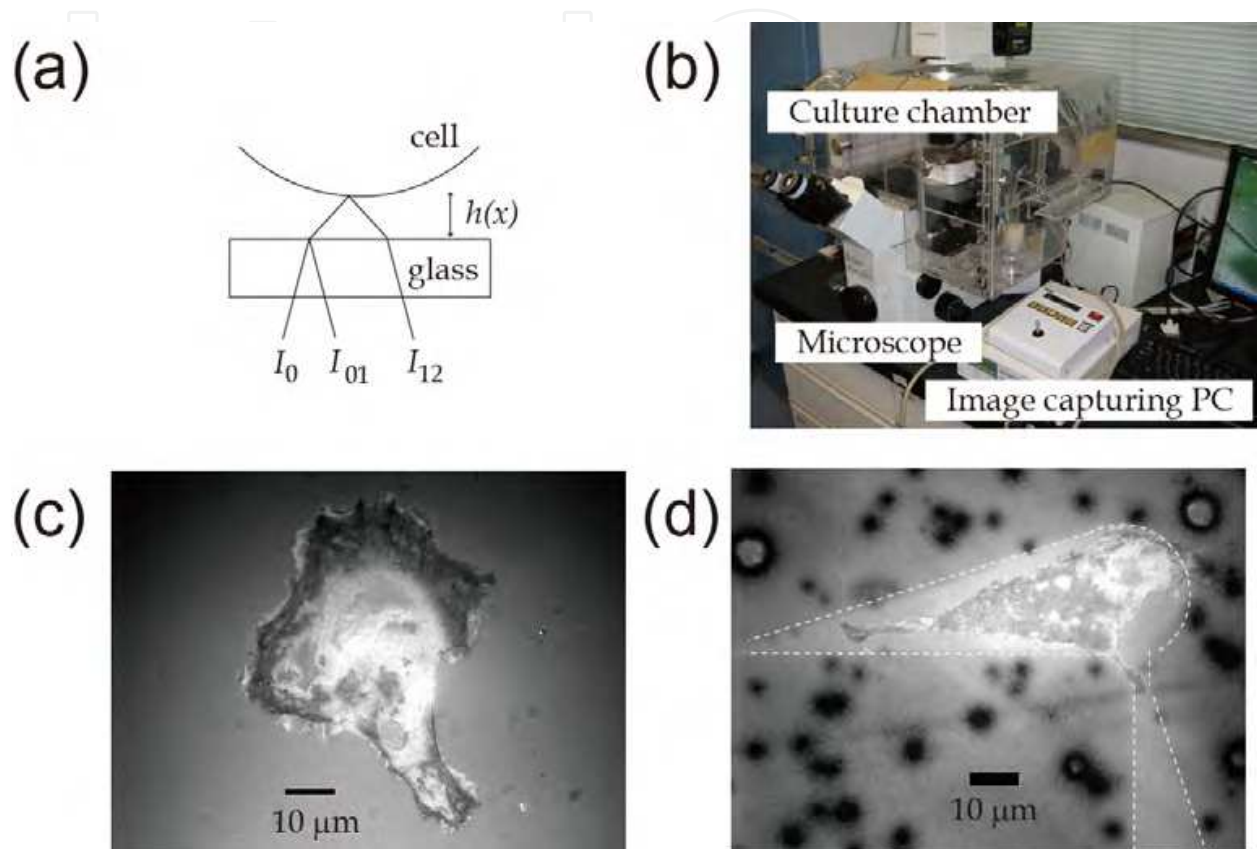 (a)
cell
h(x)
glass
I0 I01 I12
(b)
Culture chamber
Microscope
Image capturing PC
(c)
10 μm
(d)
10 μm